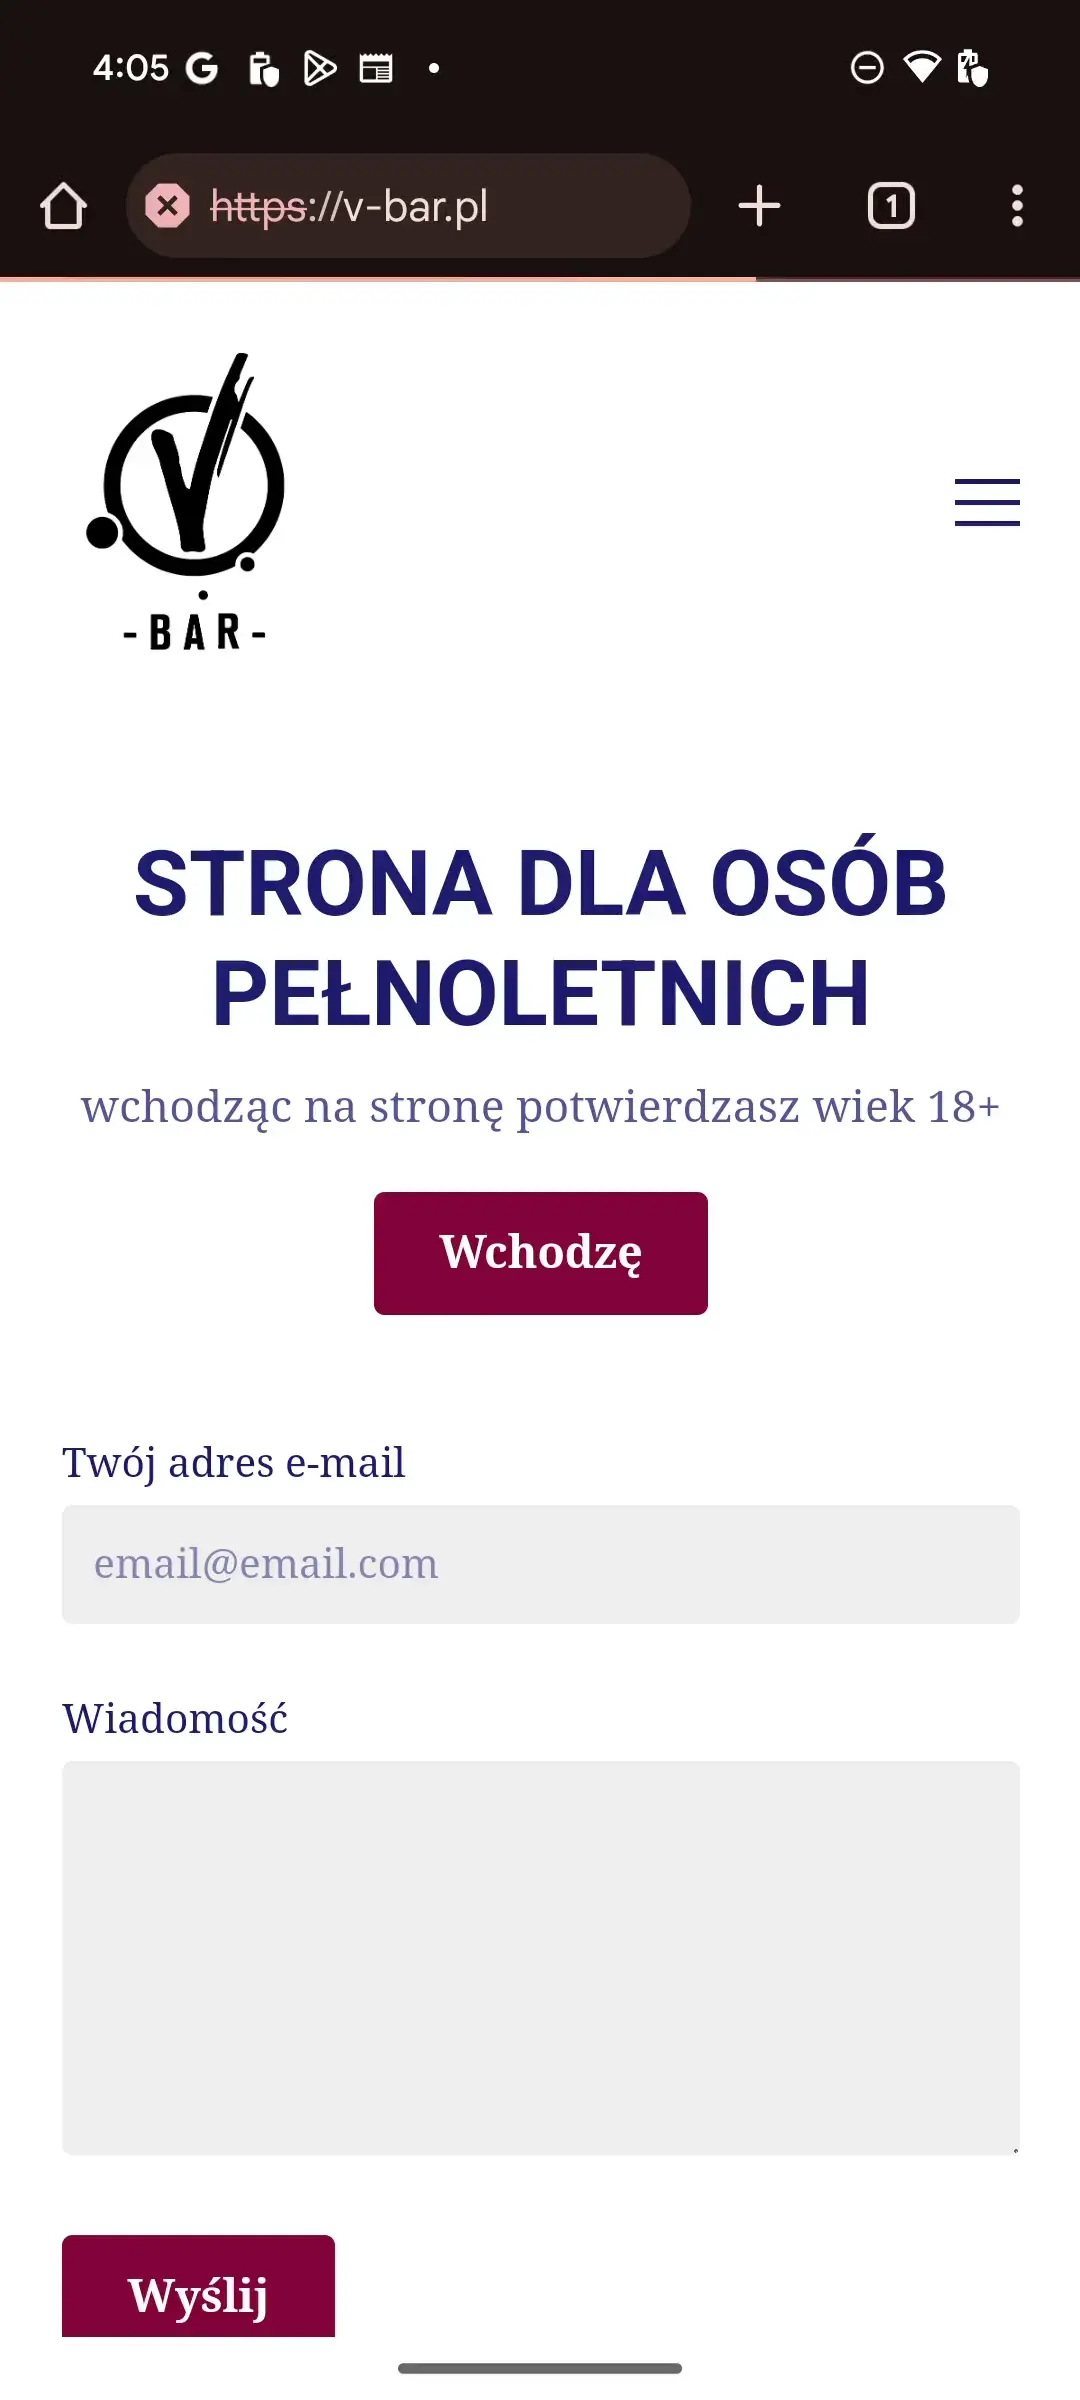 4:05
https://v-bar.pl
1
V
-BAR-
STRONA DLA OSÓB
PEŁNOLETNICH
wchodząc na stronę potwierdzasz wiek 18+
Wchodzę
Twój adres e-mail
email@email.com
Wiadomość
Wyślij